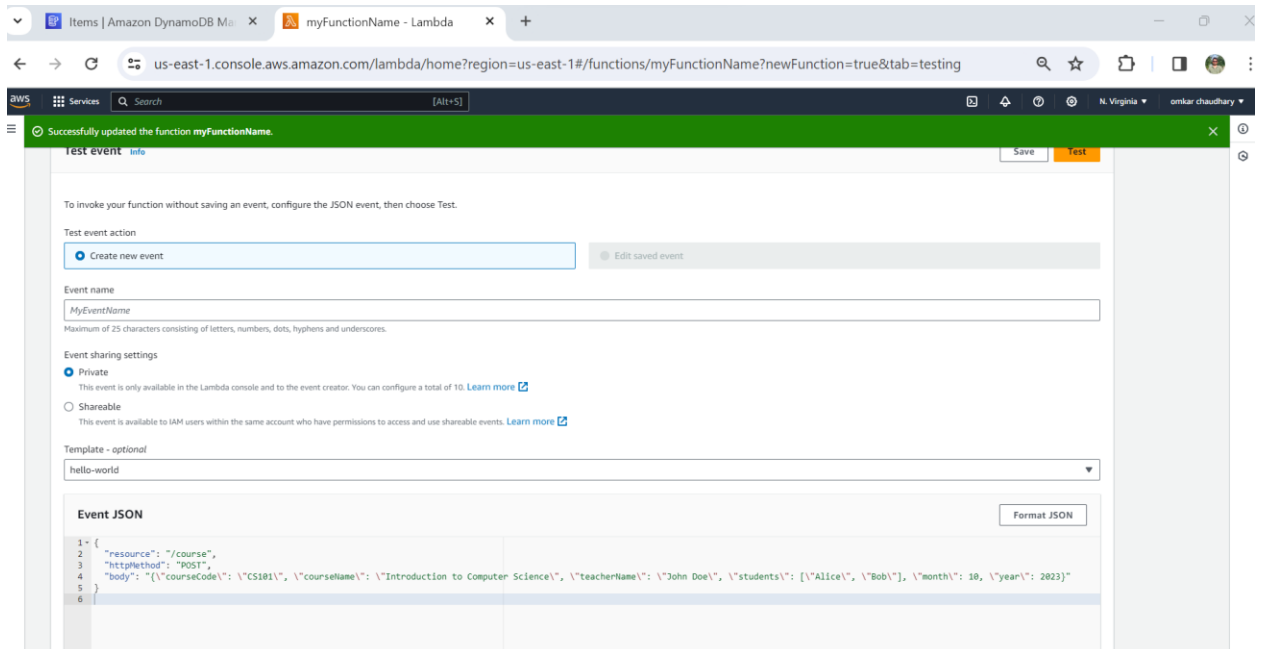 Items | Amazon DynamoDB Ma
myFunctionName - Lambda
us-east-1.console.aws.amazon.com/lambda/home?region=us-east-1#/functions/myFunctionName?newFunction=true&tab=testing
aws
Services
Search
[Alt+S]
N. Virginia
omkar chaudhary
Successfully updated the function myFunctionName.
Test event Info
Save
Test
To invoke your function without saving an event, configure the JSON event, then choose Test.
Test event action
Create new event
Edit saved event
Event name
MyEventName
Maximum of 25 characters consisting of letters, numbers, dots, hyphens and underscores.
Event sharing settings
Private
This event is only available in the Lambda console and to the event creator. You can configure a total of 10. Learn more
Shareable
This event is available to IAM users within the same account who have permissions to access and use shareable events. Learn more
Template - optional
hello-world
Event JSON
Format JSON
1 {
2 "resource": "/course",
3 "httpMethod": "POST",
4 "body": "{\"courseCode\": \"CS101\", \"courseName\": \"Introduction to Computer Science\", \"teacherName\": \"John Doe\", \"students\": [\"Alice\", \"Bob\"], \"month\": 10, \"year\": 2023}"
5 }
6